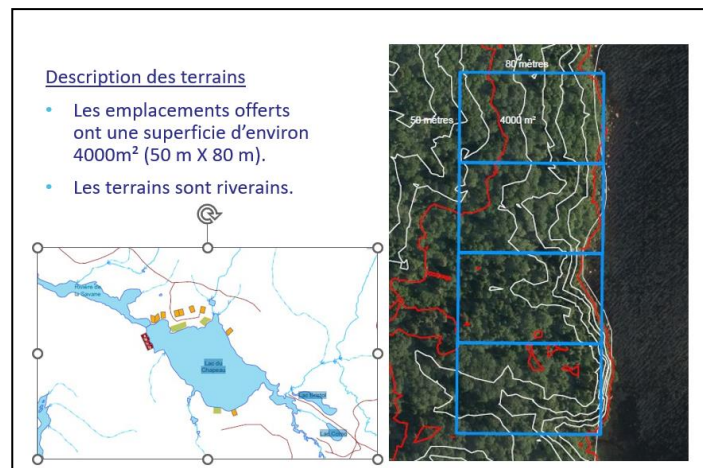 Description des terrains
• Les emplacements offerts
ont une superficie d'environ
4000m² (50 m X 80 m).
• Les terrains sont riverains.
80 mètres
50 mètres
4000 m²
Rivière de
la Savane
Lac du
Chapeau